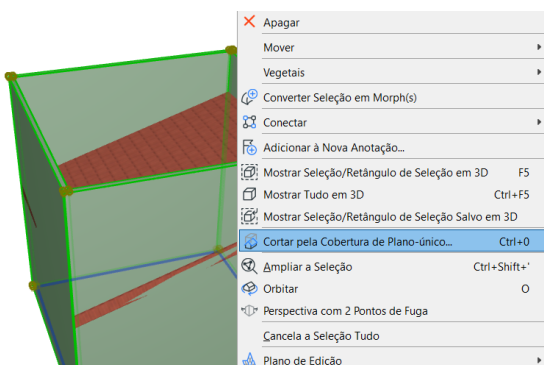 Apagar
Mover
Vegetais
Converter Seleção em Morph(s)
Conectar
Adicionar à Nova Anotação...
Mostrar Seleção/Retângulo de Seleção em 3D F5
Mostrar Tudo em 3D Ctrl+F5
Mostrar Seleção/Retângulo de Seleção Salvo em 3D
Cortar pela Cobertura de Plano-único... Ctrl+0
Ampliar a Seleção Ctrl+Shift+'
Orbitar O
Perspectiva com 2 Pontos de Fuga
Cancela a Seleção Tudo
Plano de Edição